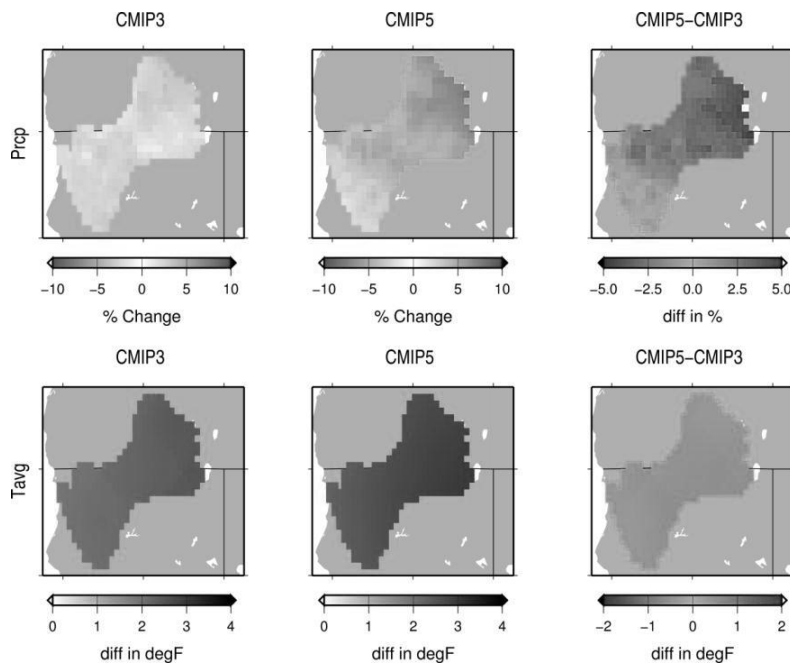 CMIP3 CMIP5 CMIP5−CMIP3
Prcp
−10 −5 0 5 10 −10 −5 0 5 10 −5.0 −2.5 0.0 2.5 5.0
% Change % Change diff in %
CMIP3 CMIP5 CMIP5−CMIP3
Tavg
0 1 2 3 4 0 1 2 3 4 −2 −1 0 1 2
diff in degF diff in degF diff in degF